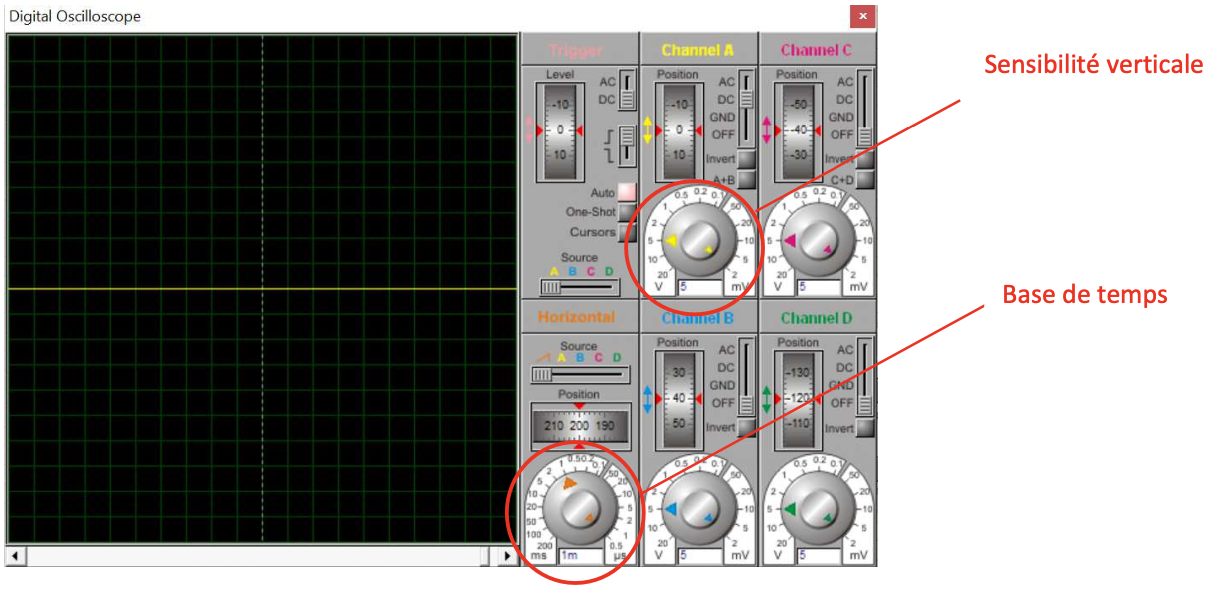 Digital Oscilloscope
x
Sensibilité verticale
Base de temps
Trigger
Level
-10
0
10
AC
DC
Auto
One-Shot
Cursors
Source
A B C D
Channel A
Position
-10
0
10
AC
DC
GND
OFF
Invert
A+B
0.5 0.2 0.1
1 50
2 20
5 10
10 5
20 2
V 5 mV
Channel C
Position
-50
-40
-30
AC
DC
GND
OFF
Invert
C+D
0.5 0.2 0.1
1 50
2 20
5 10
10 5
20 2
V 5 mV
Horizontal
Source
A B C D
Position
210 200 190
1 0.5 0.2 0.1
2 50
5 20
10 10
20 5
50 2
100 1
200 0.5
ms 1m µs
Channel B
Position
30
40
50
AC
DC
GND
OFF
Invert
0.5 0.2 0.1
1 50
2 20
5 10
10 5
20 2
V 5 mV
Channel D
Position
-130
-120
-110
AC
DC
GND
OFF
Invert
0.5 0.2 0.1
1 50
2 20
5 10
10 5
20 2
V 5 mV